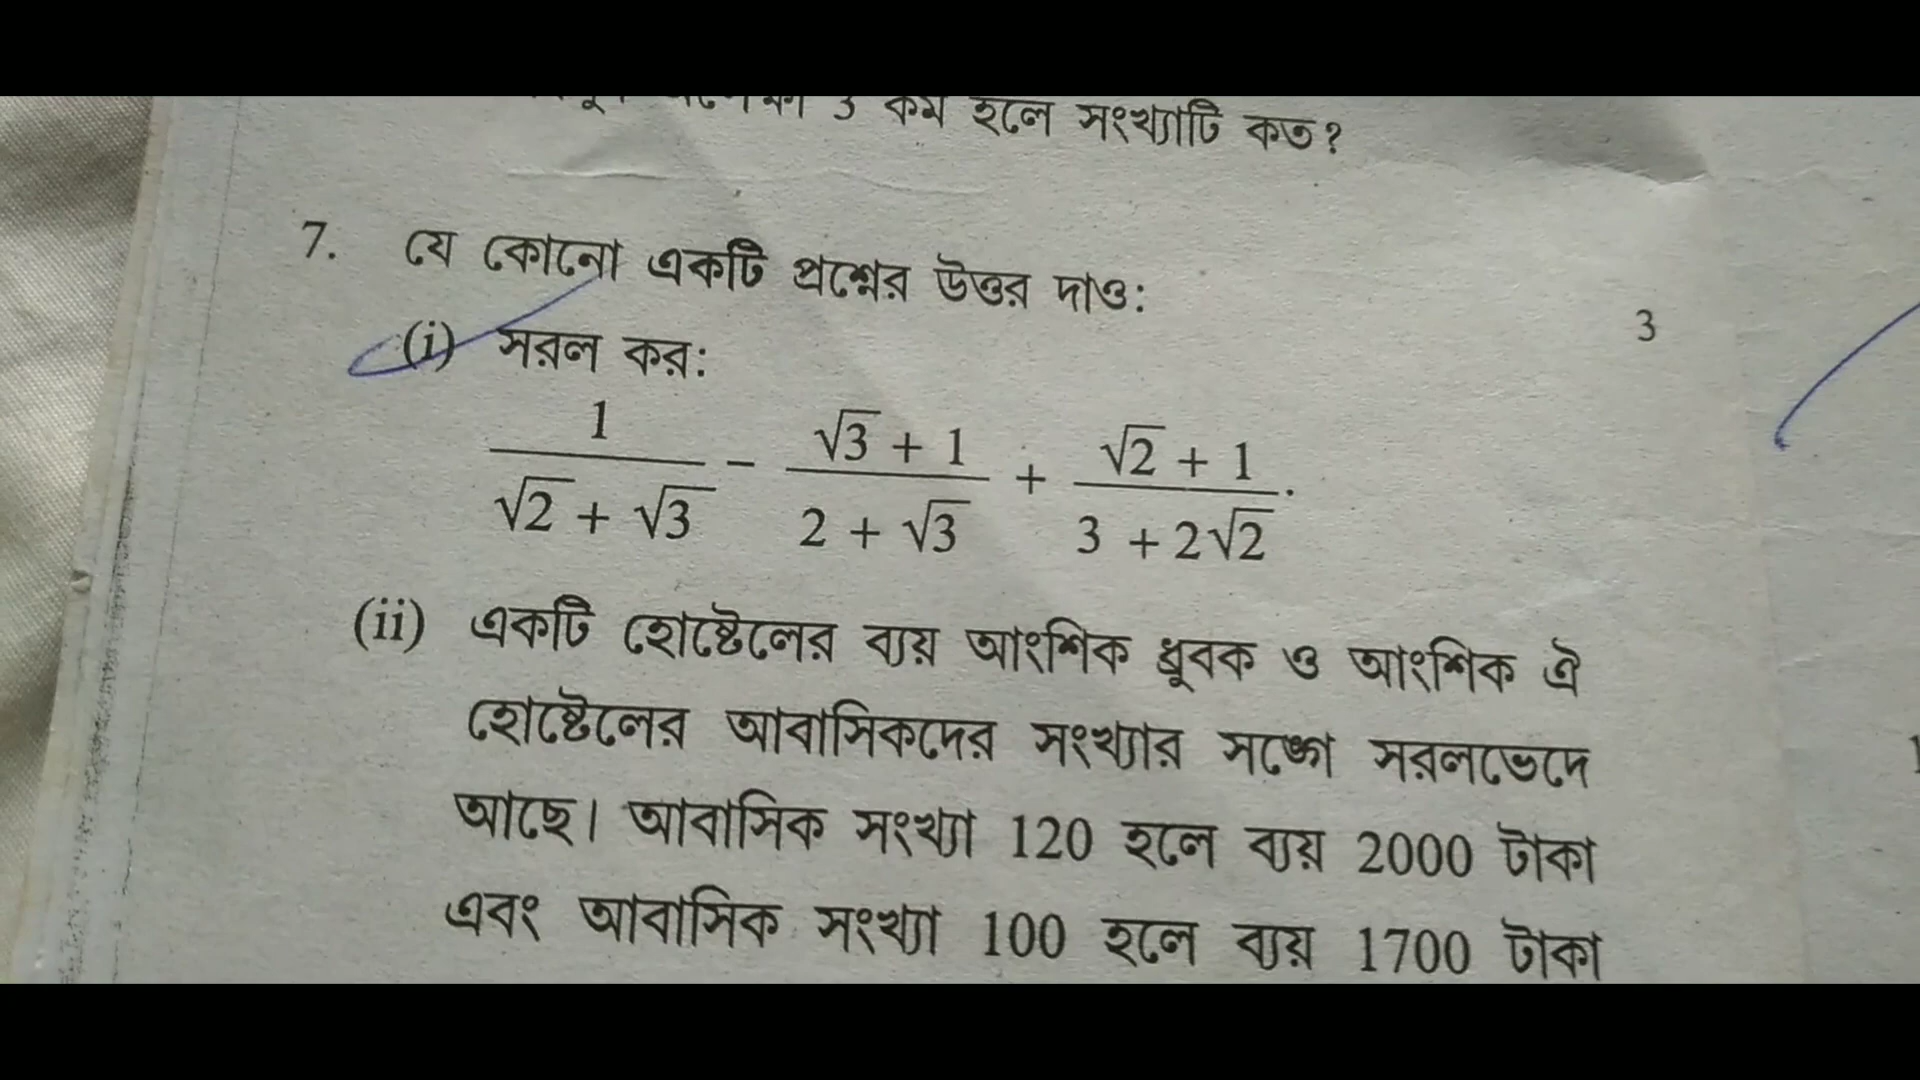 3 কম হলে সংখ্যাটি কত?
7. যে কোনো একটি প্রশ্নের উত্তর দাও: 3
(i) সরল কর:
1/(√2 + √3) − (√3 + 1)/(2 + √3) + (√2 + 1)/(3 + 2√2).
(ii) একটি হোষ্টেলের ব্যয় আংশিক ধ্রুবক ও আংশিক ঐ
হোষ্টেলের আবাসিকদের সংখ্যার সঙ্গে সরলভেদে
আছে। আবাসিক সংখ্যা 120 হলে ব্যয় 2000 টাকা
এবং আবাসিক সংখ্যা 100 হলে ব্যয় 1700 টাকা